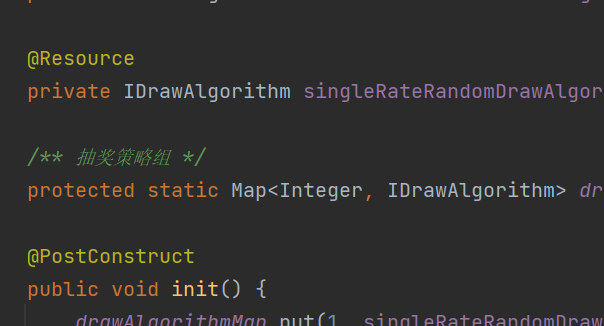 @Resource
private IDrawAlgorithm singleRateRandomDrawAlgor
/** 抽奖策略组 */
protected static Map<Integer, IDrawAlgorithm> dr
@PostConstruct
public void init() {
drawAlgorithmMap.put(1, singleRateRandomDraw